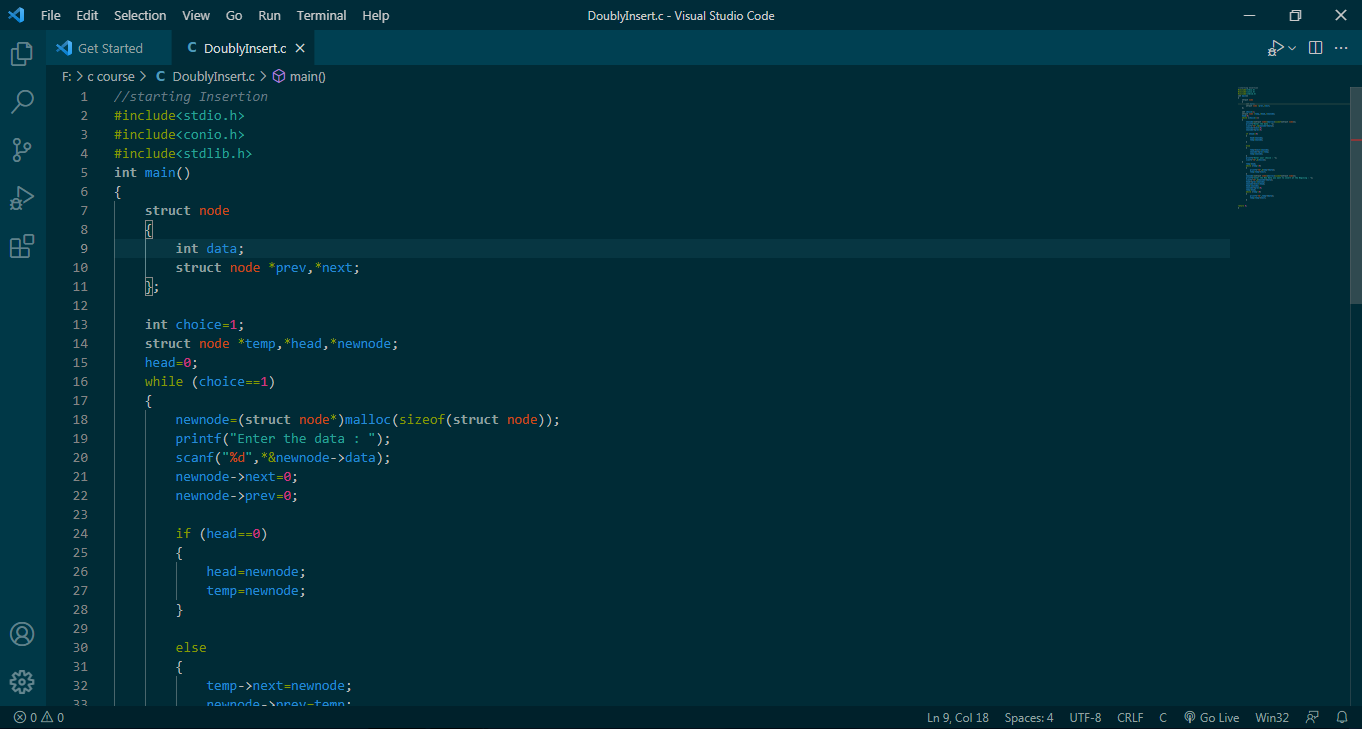 File Edit Selection View Go Run Terminal Help DoublyInsert.c - Visual Studio Code
Get Started C DoublyInsert.c
F: > c course > C DoublyInsert.c > main()
1 //starting Insertion
2 #include<stdio.h>
3 #include<conio.h>
4 #include<stdlib.h>
5 int main()
6 {
7 struct node
8 {
9 int data;
10 struct node *prev,*next;
11 };
12
13 int choice=1;
14 struct node *temp,*head,*newnode;
15 head=0;
16 while (choice==1)
17 {
18 newnode=(struct node*)malloc(sizeof(struct node));
19 printf("Enter the data : ");
20 scanf("%d",*&newnode->data);
21 newnode->next=0;
22 newnode->prev=0;
23
24 if (head==0)
25 {
26 head=newnode;
27 temp=newnode;
28 }
29
30 else
31 {
32 temp->next=newnode;
33 newnode->prev=temp;
0 0 Ln 9, Col 18 Spaces: 4 UTF-8 CRLF C Go Live Win32